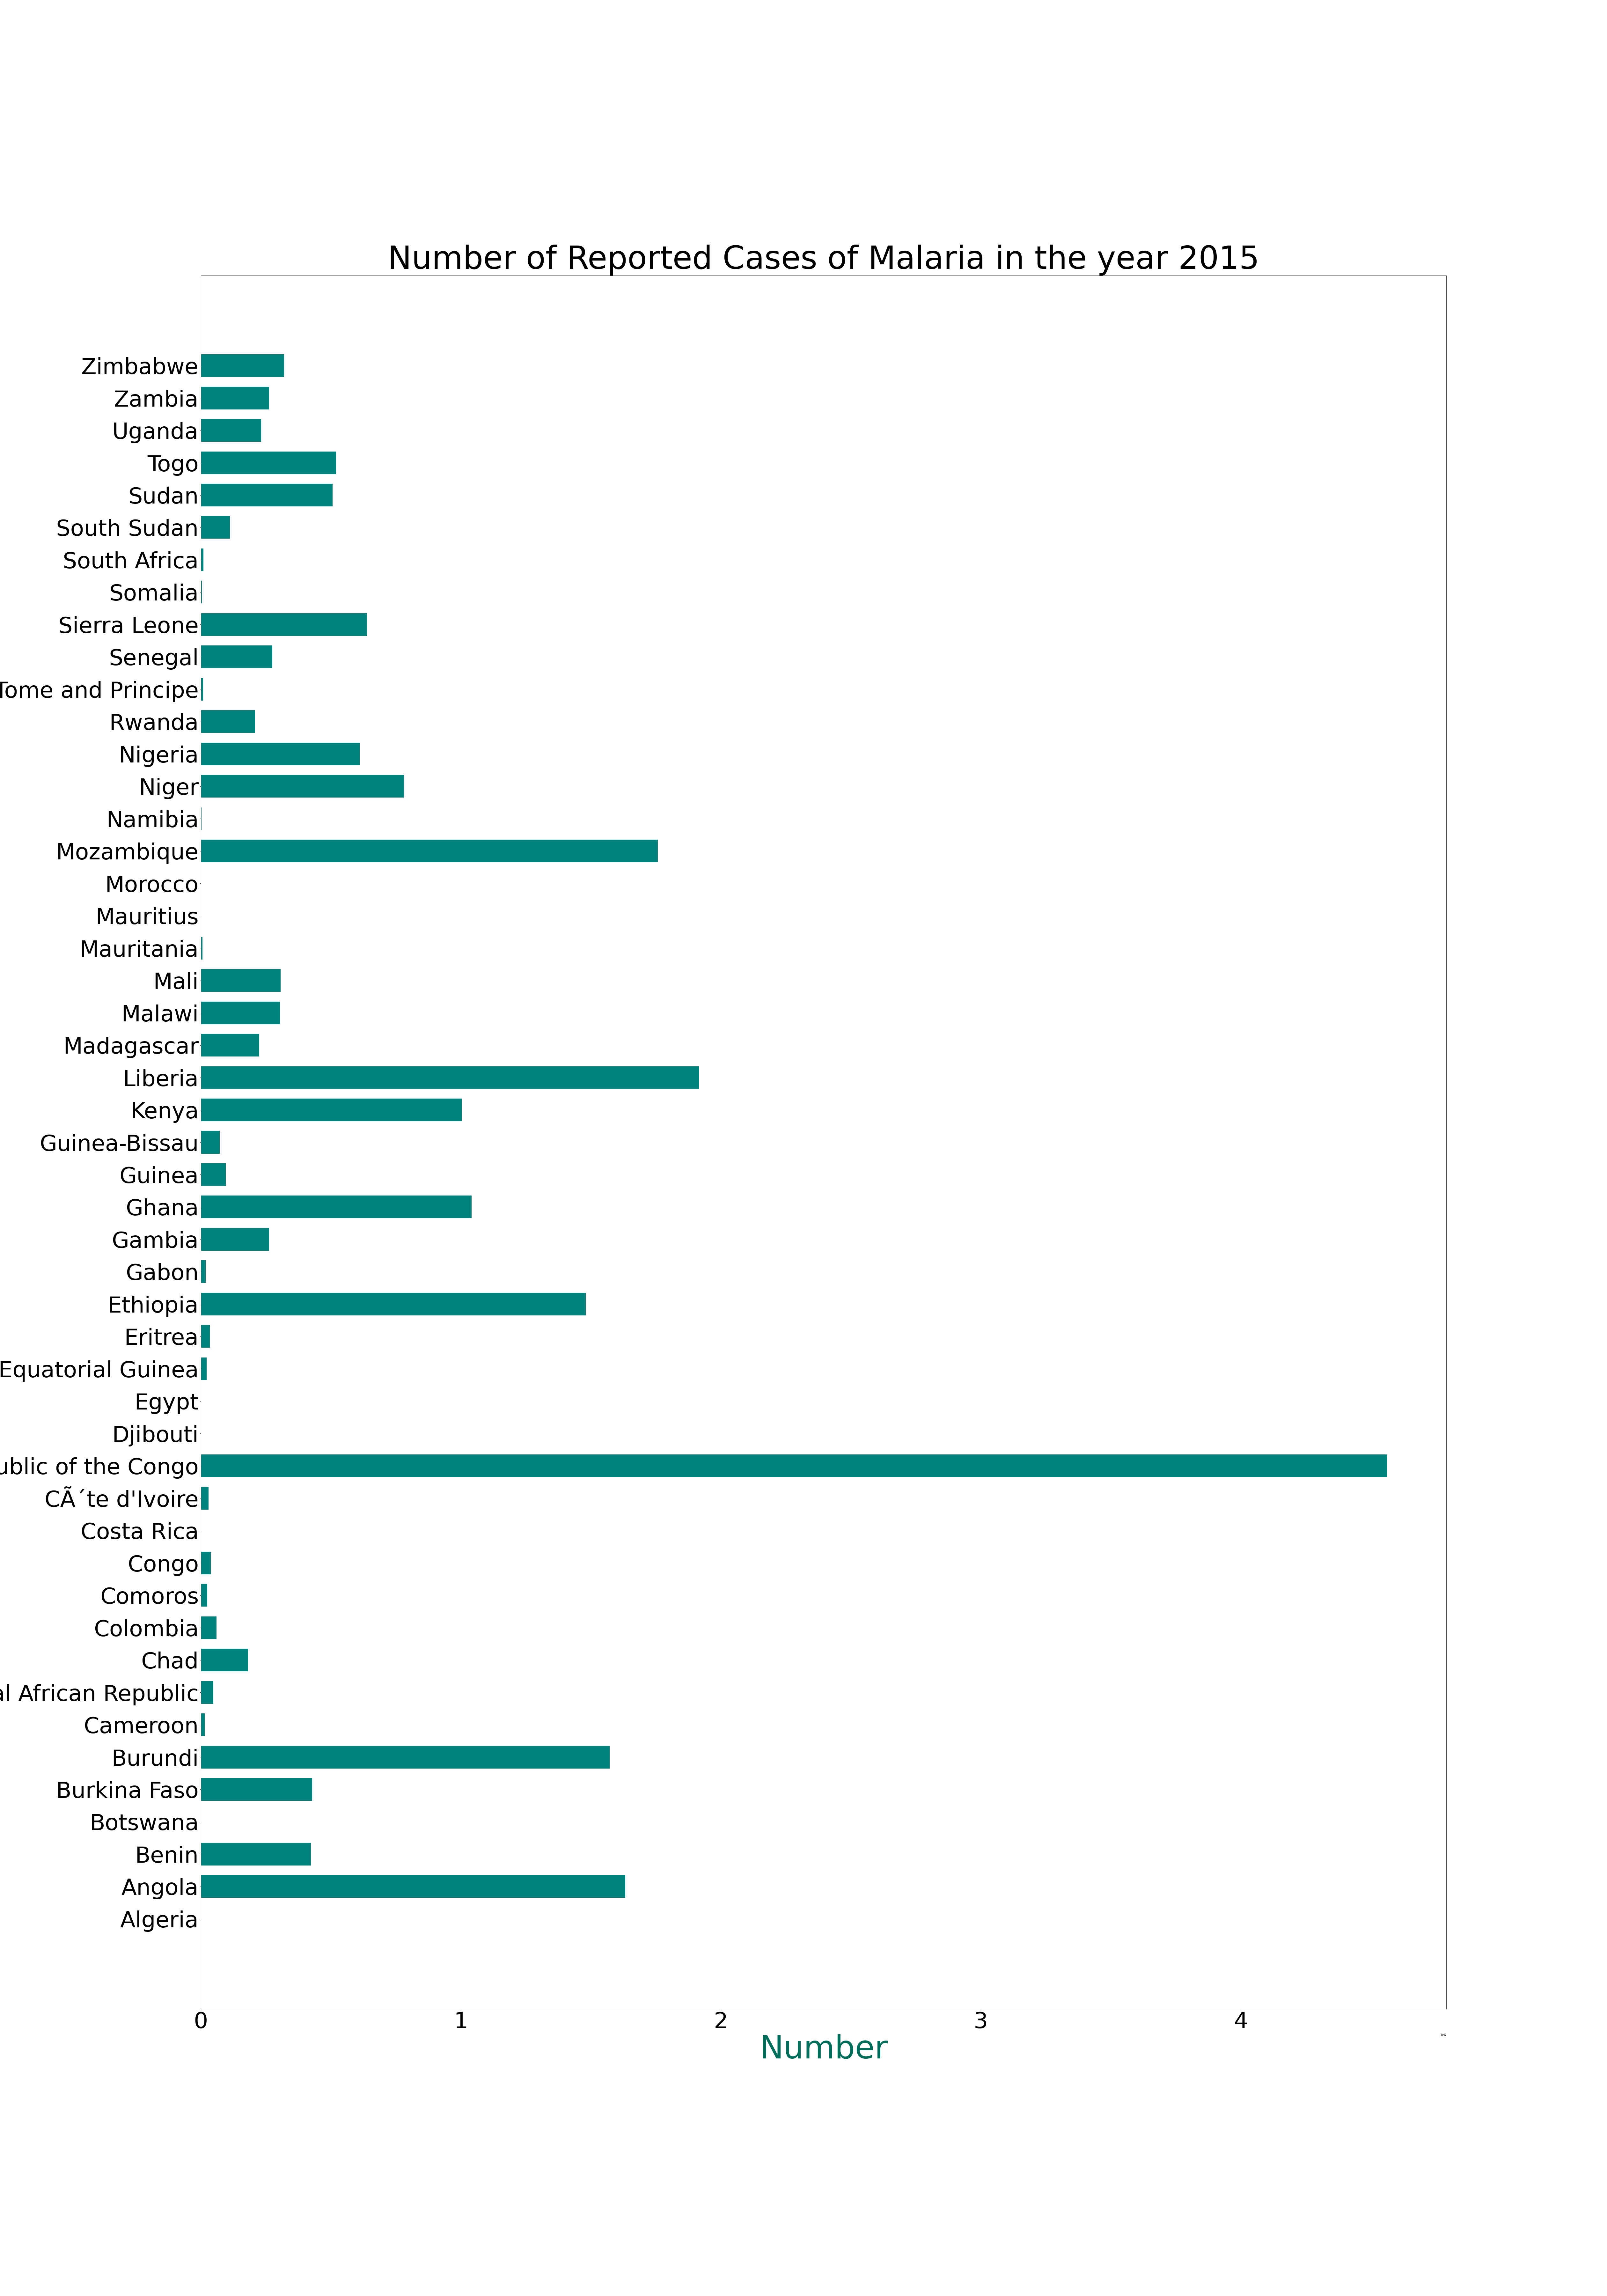 Number of Reported Cases of Malaria in the year 2015
Zimbabwe
Zambia
Uganda
Togo
Sudan
South Sudan
South Africa
Somalia
Sierra Leone
Senegal
Tome and Principe
Rwanda
Nigeria
Niger
Namibia
Mozambique
Morocco
Mauritius
Mauritania
Mali
Malawi
Madagascar
Liberia
Kenya
Guinea-Bissau
Guinea
Ghana
Gambia
Gabon
Ethiopia
Eritrea
Equatorial Guinea
Egypt
Djibouti
ublic of the Congo
CÃ´te d'Ivoire
Costa Rica
Congo
Comoros
Colombia
Chad
al African Republic
Cameroon
Burundi
Burkina Faso
Botswana
Benin
Angola
Algeria
0 1 2 3 4
Number